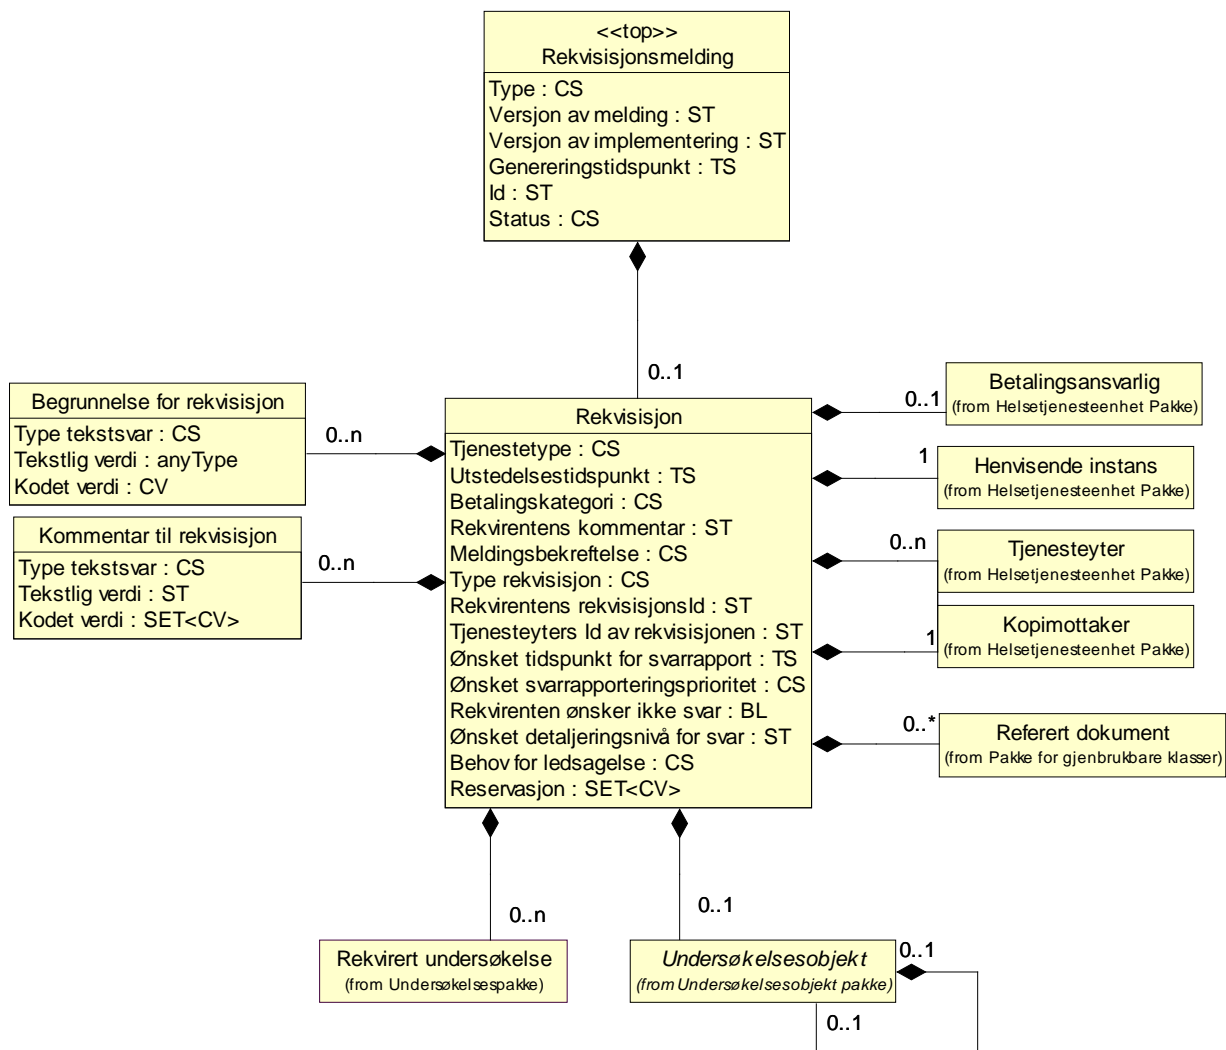 <<top>>
Rekvisisjonsmelding
Type : CS
Versjon av melding : ST
Versjon av implementering : ST
Genereringstidspunkt : TS
Id : ST
Status : CS
0..1
Begrunnelse for rekvisisjon
Type tekstsvar : CS
Tekstlig verdi : anyType
Kodet verdi : CV
0..n
Kommentar til rekvisisjon
Type tekstsvar : CS
Tekstlig verdi : ST
Kodet verdi : SET<CV>
0..n
Rekvisisjon
Tjenestetype : CS
Utstedelsestidspunkt : TS
Betalingskategori : CS
Rekvirentens kommentar : ST
Meldingsbekreftelse : CS
Type rekvisisjon : CS
Rekvirentens rekvisisjonsId : ST
Tjenesteyters Id av rekvisisjonen : ST
Ønsket tidspunkt for svarrapport : TS
Ønsket svarrapporteringsprioritet : CS
Rekvirenten ønsker ikke svar : BL
Ønsket detaljeringsnivå for svar : ST
Behov for ledsagelse : CS
Reservasjon : SET<CV>
0..1
Betalingsansvarlig
(from Helsetjenesteenhet Pakke)
1
Henvisende instans
(from Helsetjenesteenhet Pakke)
0..n
Tjenesteyter
(from Helsetjenesteenhet Pakke)
1
Kopimottaker
(from Helsetjenesteenhet Pakke)
0..*
Referert dokument
(from Pakke for gjenbrukbare klasser)
0..n
Rekvirert undersøkelse
(from Undersøkelsespakke)
0..1
Undersøkelsesobjekt
(from Undersøkelsesobjekt pakke)
0..1
0..1